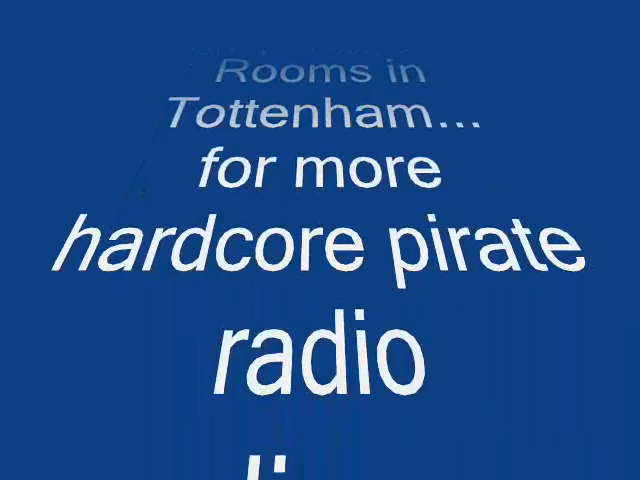 Rooms in
Tottenham...
for more
hardcore pirate
radio